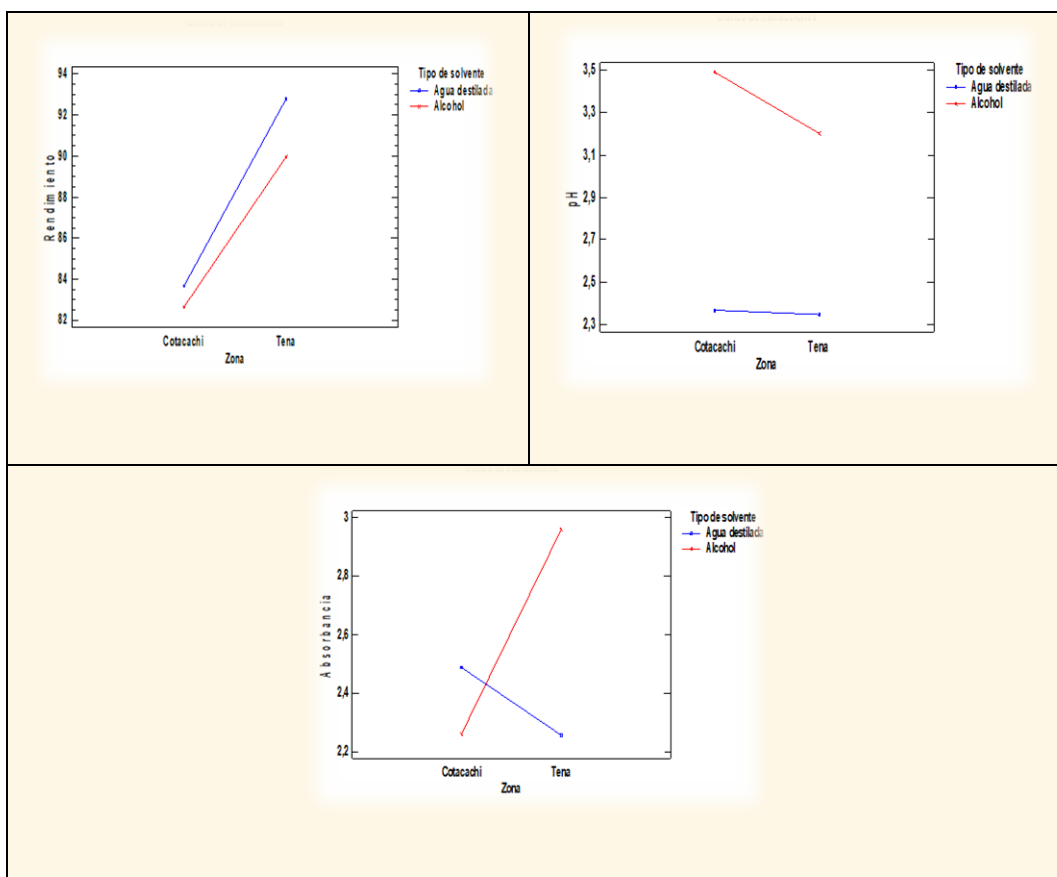 94
92
90
88
86
84
82
Rendimiento
Cotacachi Tena
Zona
Tipo de solvente
Agua destilada
Alcohol
3,5
3,3
3,1
2,9
2,7
2,5
2,3
pH
Cotacachi Tena
Zona
Tipo de solvente
Agua destilada
Alcohol
3
2,8
2,6
2,4
2,2
Absorbancia
Cotacachi Tena
Zona
Tipo de solvente
Agua destilada
Alcohol